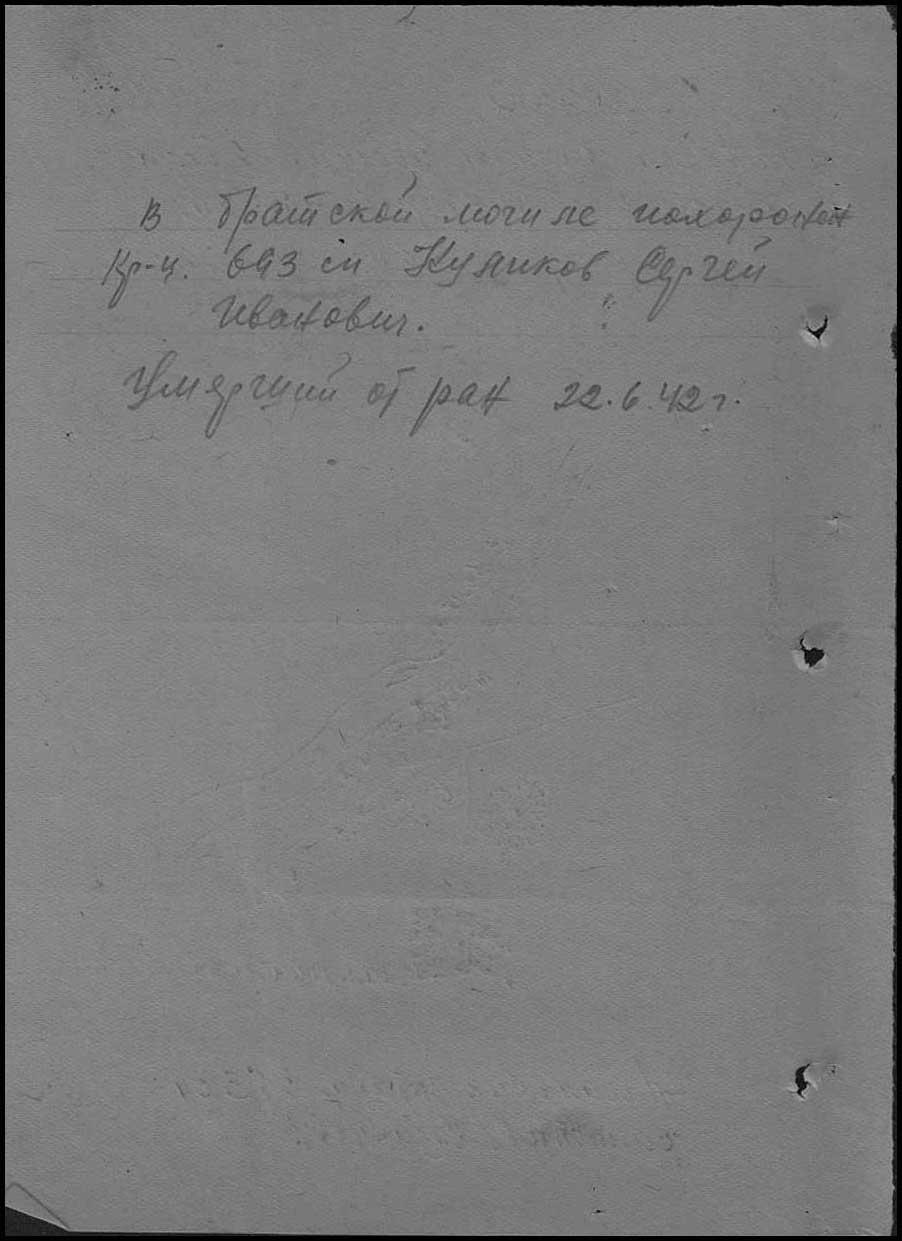 В братской могиле похоронен
Кр-ц. 693 сп Куликов Сергей
Иванович.
Умерший от ран 22.6.42 г.